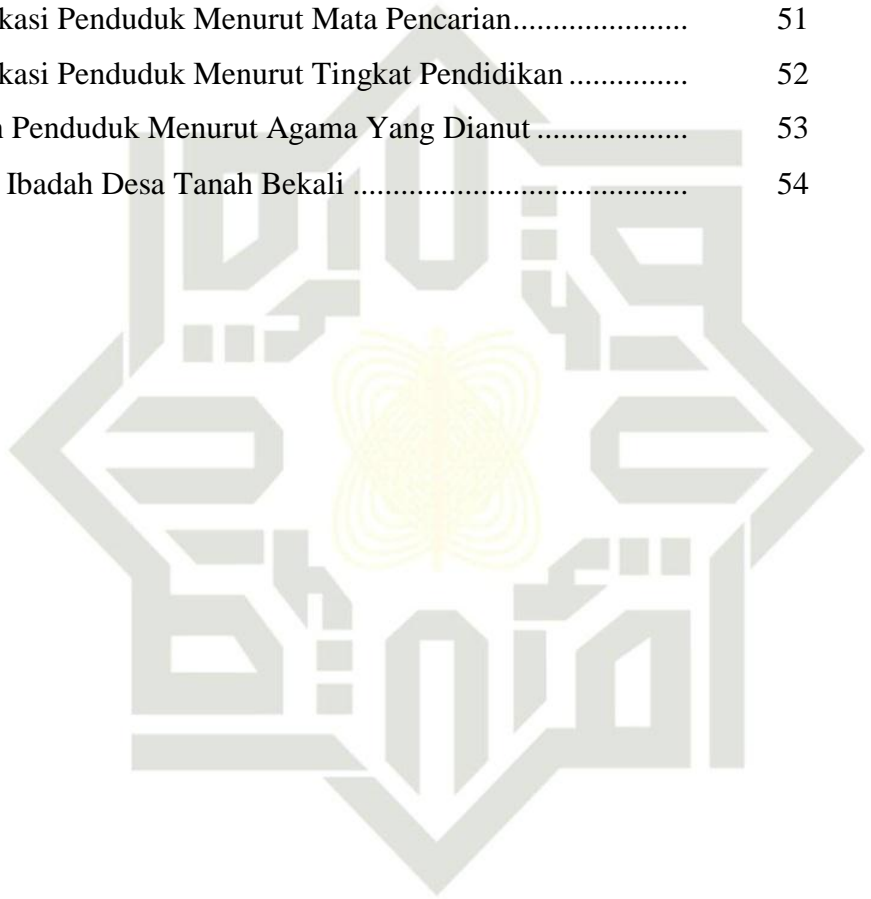 kasi Penduduk Menurut Mata Pencarian...................... 51
kasi Penduduk Menurut Tingkat Pendidikan ............... 52
n Penduduk Menurut Agama Yang Dianut ................... 53
Ibadah Desa Tanah Bekali ......................................... 54